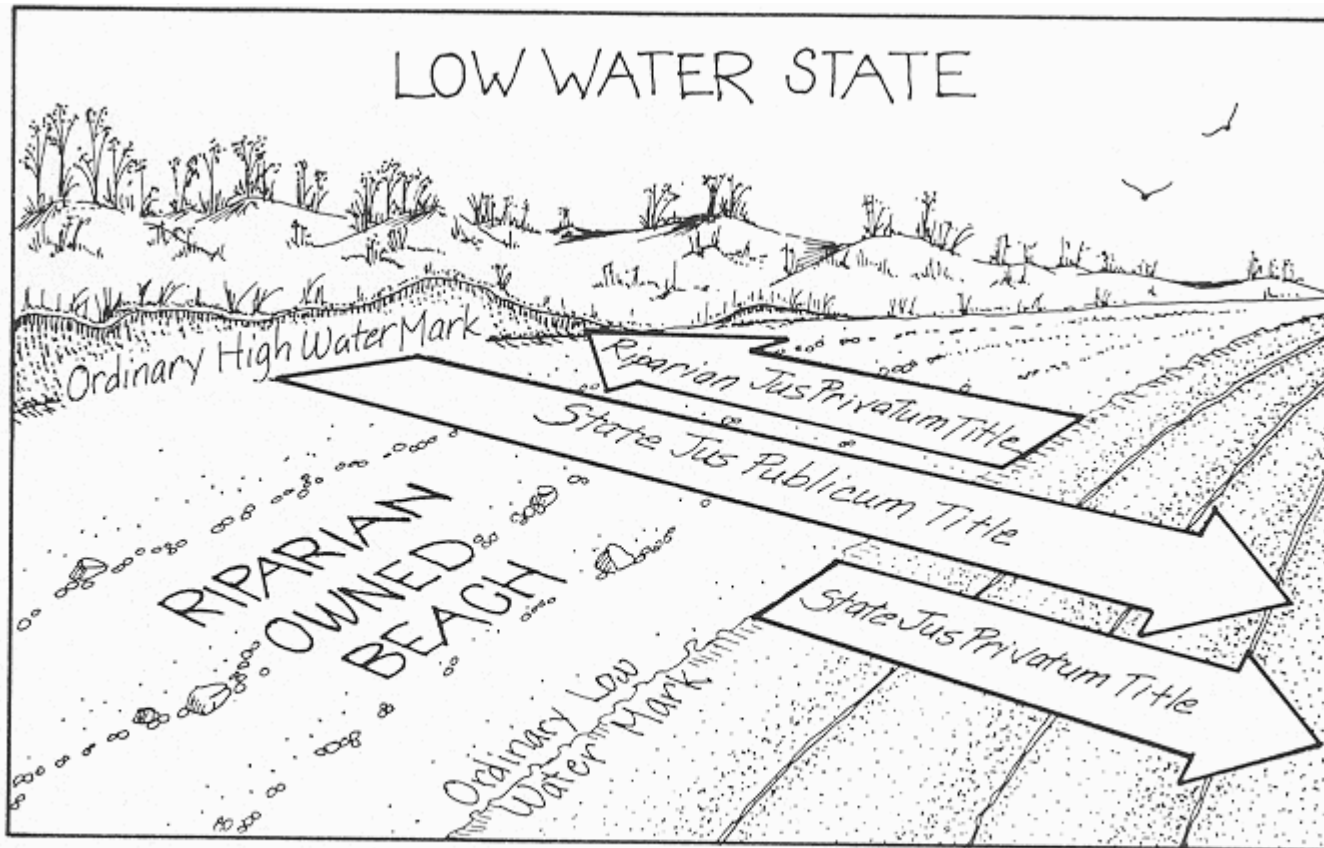 LOW WATER STATE
Ordinary High Water Mark
Riparian Jus Privatum Title
State Jus Publicum Title
RIPARIAN
OWNED
BEACH
State Jus Privatum Title
Ordinary Low
Water Mark